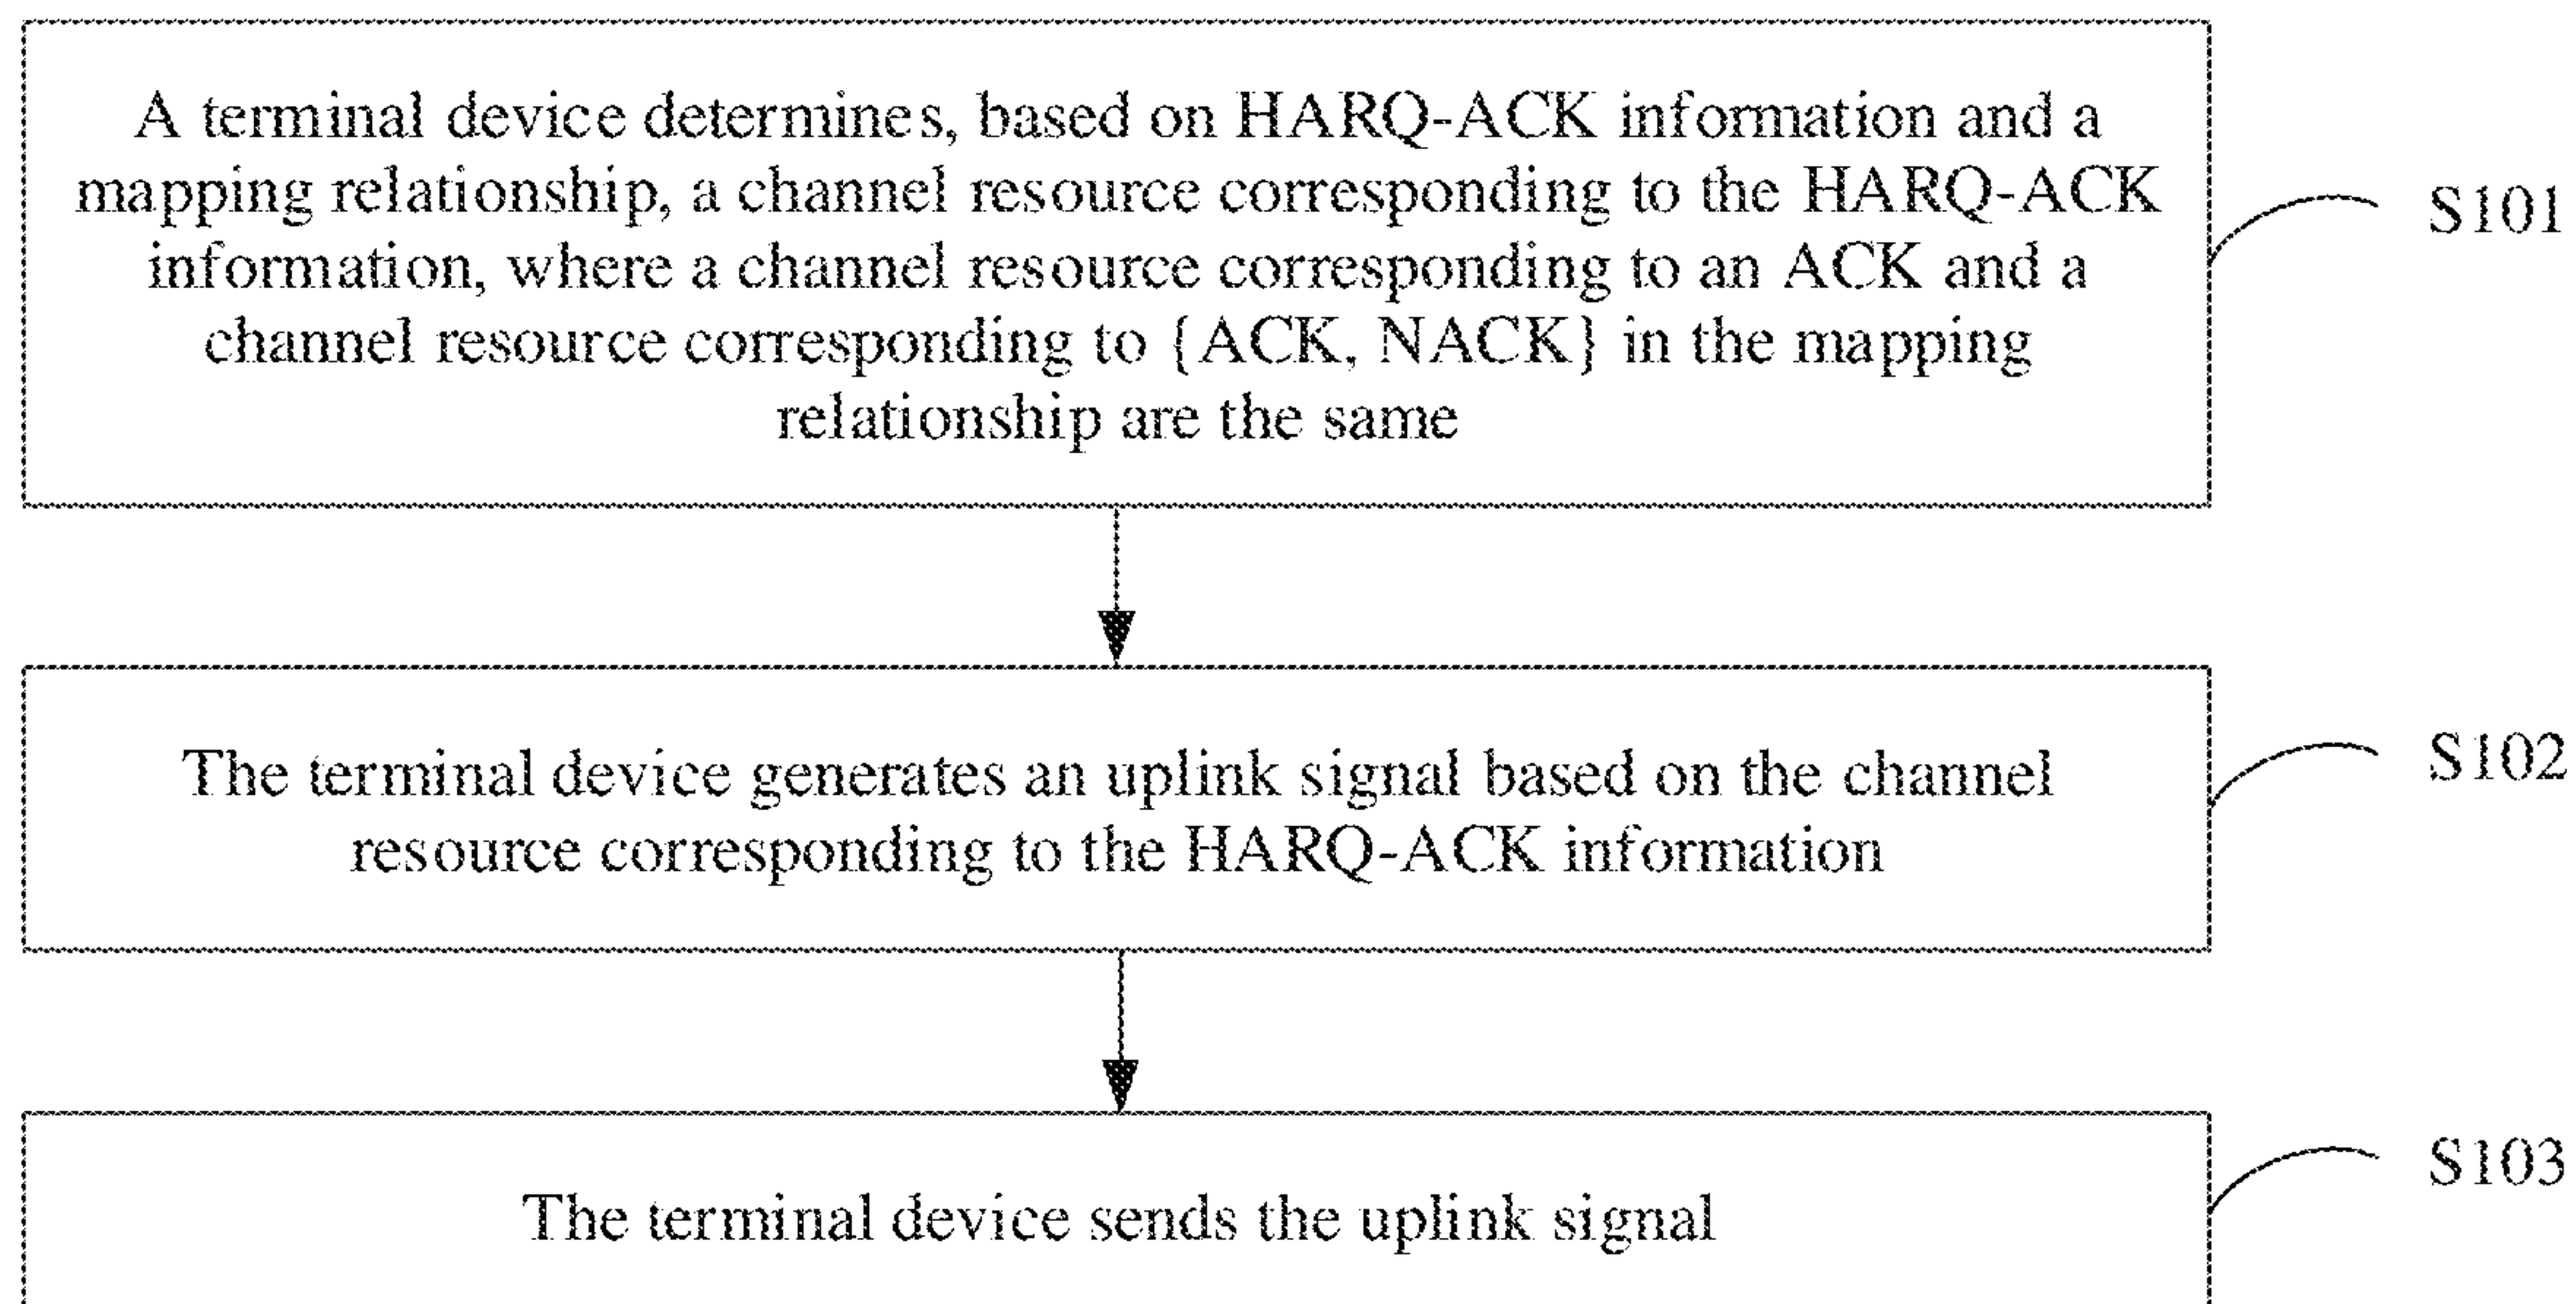 A terminal device determines, based on HARQ-ACK information and a
mapping relationship, a channel resource corresponding to the HARQ-ACK
information, where a channel resource corresponding to an ACK and a
channel resource corresponding to {ACK, NACK} in the mapping
relationship are the same
S101
The terminal device generates an uplink signal based on the channel
resource corresponding to the HARQ-ACK information
S102
The terminal device sends the uplink signal
S103